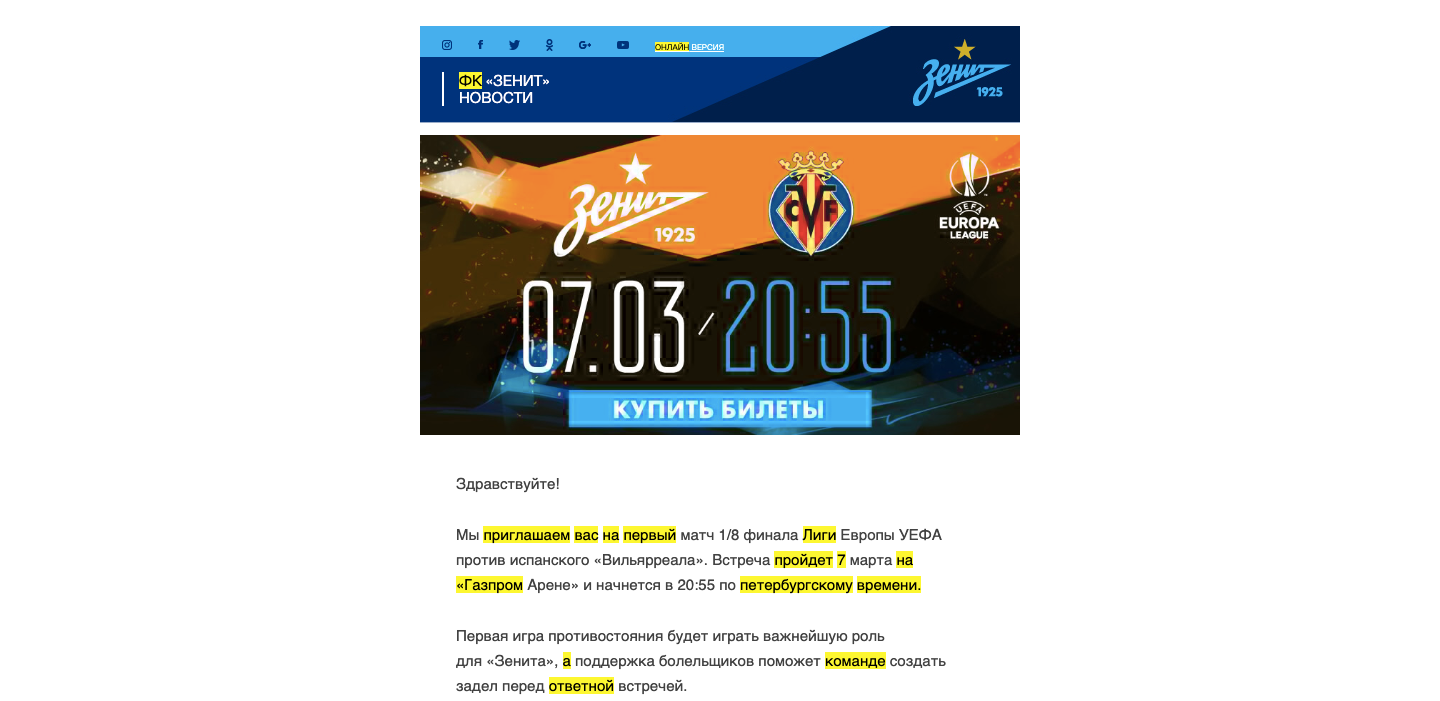 ОНЛАЙН ВЕРСИЯ
ФК «ЗЕНИТ»
НОВОСТИ
Зенит
1925
Зенит
1925
CVF
UEFA
EUROPA
LEAGUE
07.03/20:55
КУПИТЬ БИЛЕТЫ
Здравствуйте!
Мы приглашаем вас на первый матч 1/8 финала Лиги Европы УЕФА
против испанского «Вильярреала». Встреча пройдет 7 марта на
«Газпром Арене» и начнется в 20:55 по петербургскому времени.
Первая игра противостояния будет играть важнейшую роль
для «Зенита», а поддержка болельщиков поможет команде создать
задел перед ответной встречей.